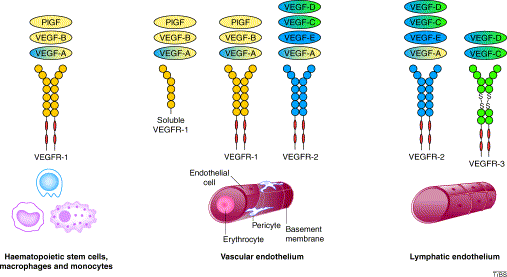 PlGF
VEGF-B
VEGF-A
VEGFR-1
PlGF
VEGF-B
VEGF-A
Soluble
VEGFR-1
PlGF
VEGF-B
VEGF-A
VEGFR-1
VEGF-D
VEGF-C
VEGF-E
VEGF-A
VEGFR-2
VEGF-D
VEGF-C
VEGF-E
VEGF-A
VEGFR-2
VEGF-D
VEGF-C
S S
S S
VEGFR-3
Endothelial
cell
Pericyte
Erythrocyte
Basement
membrane
Haematopoietic stem cells,
macrophages and monocytes
Vascular endothelium
Lymphatic endothelium
TiBS